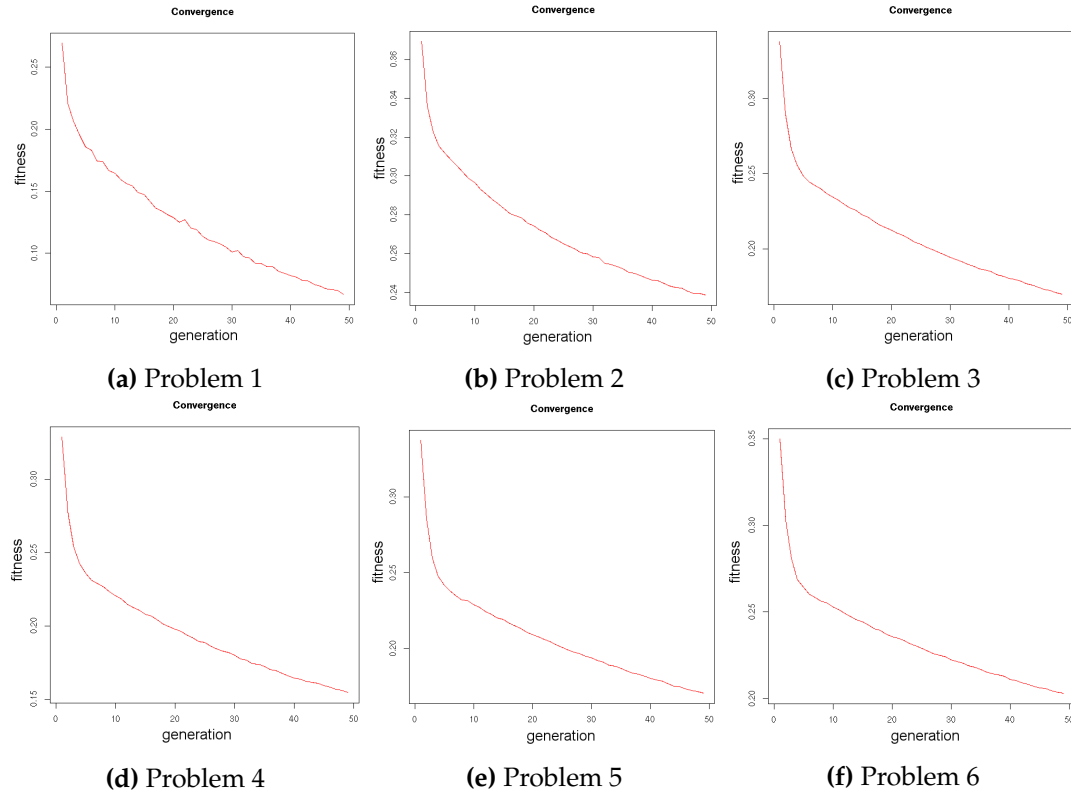 Convergence
0.25
0.20
0.15
0.10
fitness
0 10 20 30 40 50
generation
(a) Problem 1
Convergence
0.36
0.34
0.32
0.30
0.28
0.26
0.24
fitness
0 10 20 30 40 50
generation
(b) Problem 2
Convergence
0.30
0.25
0.20
fitness
0 10 20 30 40 50
generation
(c) Problem 3
Convergence
0.30
0.25
0.20
0.15
fitness
0 10 20 30 40 50
generation
(d) Problem 4
Convergence
0.30
0.25
0.20
fitness
0 10 20 30 40 50
generation
(e) Problem 5
Convergence
0.35
0.30
0.25
0.20
fitness
0 10 20 30 40 50
generation
(f) Problem 6